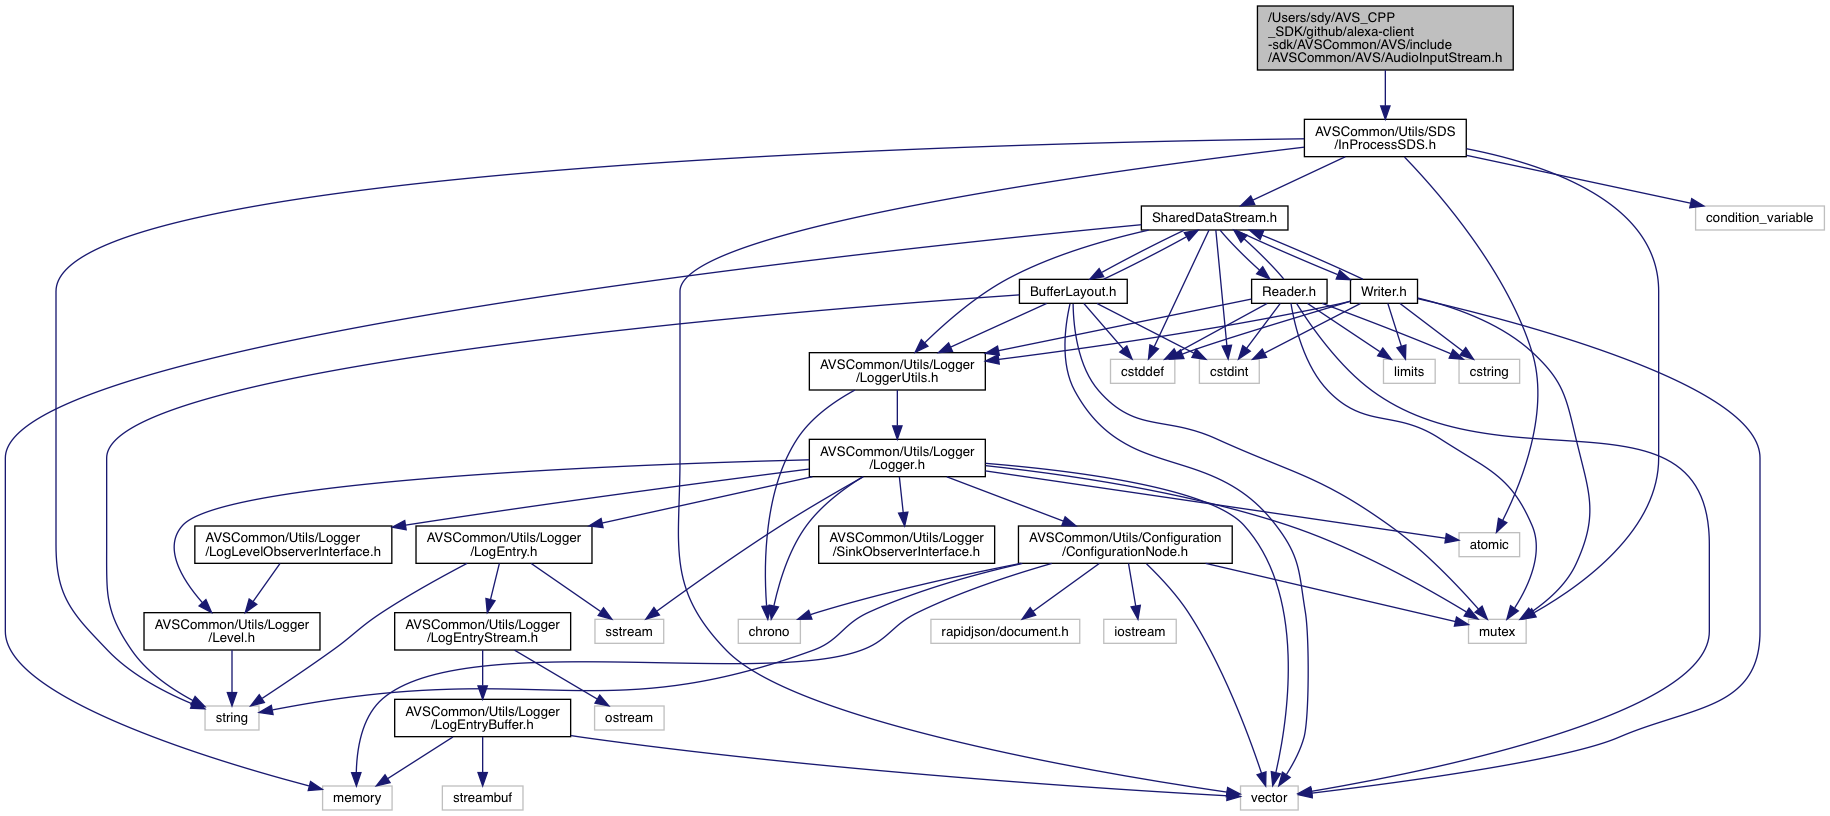 /Users/sdy/AVS_CPP
_SDK/github/alexa-client
-sdk/AVSCommon/AVS/include
/AVSCommon/AVS/AudioInputStream.h
AVSCommon/Utils/SDS
/InProcessSDS.h
SharedDataStream.h
condition_variable
BufferLayout.h
Reader.h
Writer.h
AVSCommon/Utils/Logger
/LoggerUtils.h
cstddef
cstdint
limits
cstring
AVSCommon/Utils/Logger
/Logger.h
AVSCommon/Utils/Logger
/LogLevelObserverInterface.h
AVSCommon/Utils/Logger
/LogEntry.h
AVSCommon/Utils/Logger
/SinkObserverInterface.h
AVSCommon/Utils/Configuration
/ConfigurationNode.h
atomic
AVSCommon/Utils/Logger
/Level.h
AVSCommon/Utils/Logger
/LogEntryStream.h
sstream
chrono
rapidjson/document.h
iostream
mutex
string
AVSCommon/Utils/Logger
/LogEntryBuffer.h
ostream
memory
streambuf
vector